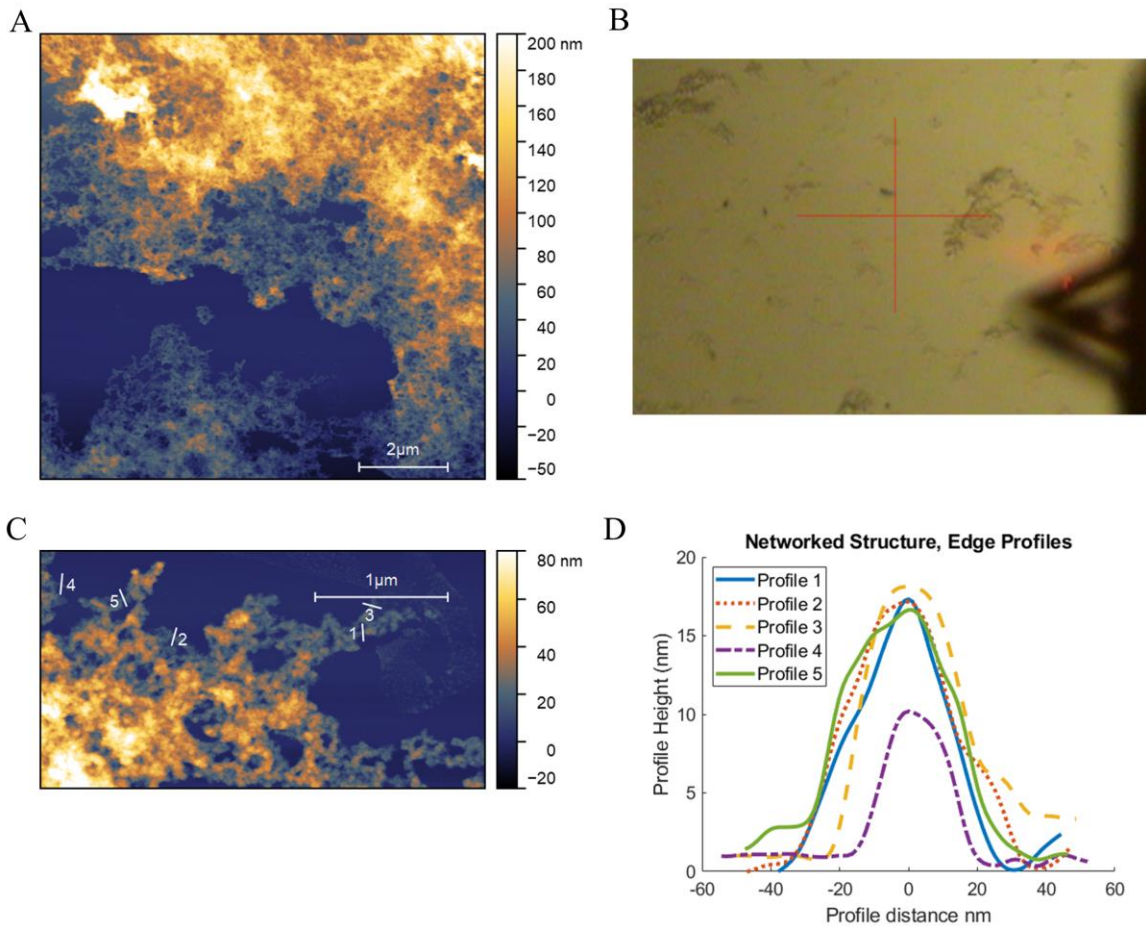 A
200 nm
180
160
140
120
100
80
60
40
20
0
−20
−50
2µm
B
C
80 nm
60
40
20
0
−20
1µm
4
5
2
3
1
D
Networked Structure, Edge Profiles
20
15
10
5
0
Profile Height (nm)
Profile 1
Profile 2
Profile 3
Profile 4
Profile 5
-60
-40
-20
0
20
40
60
Profile distance nm